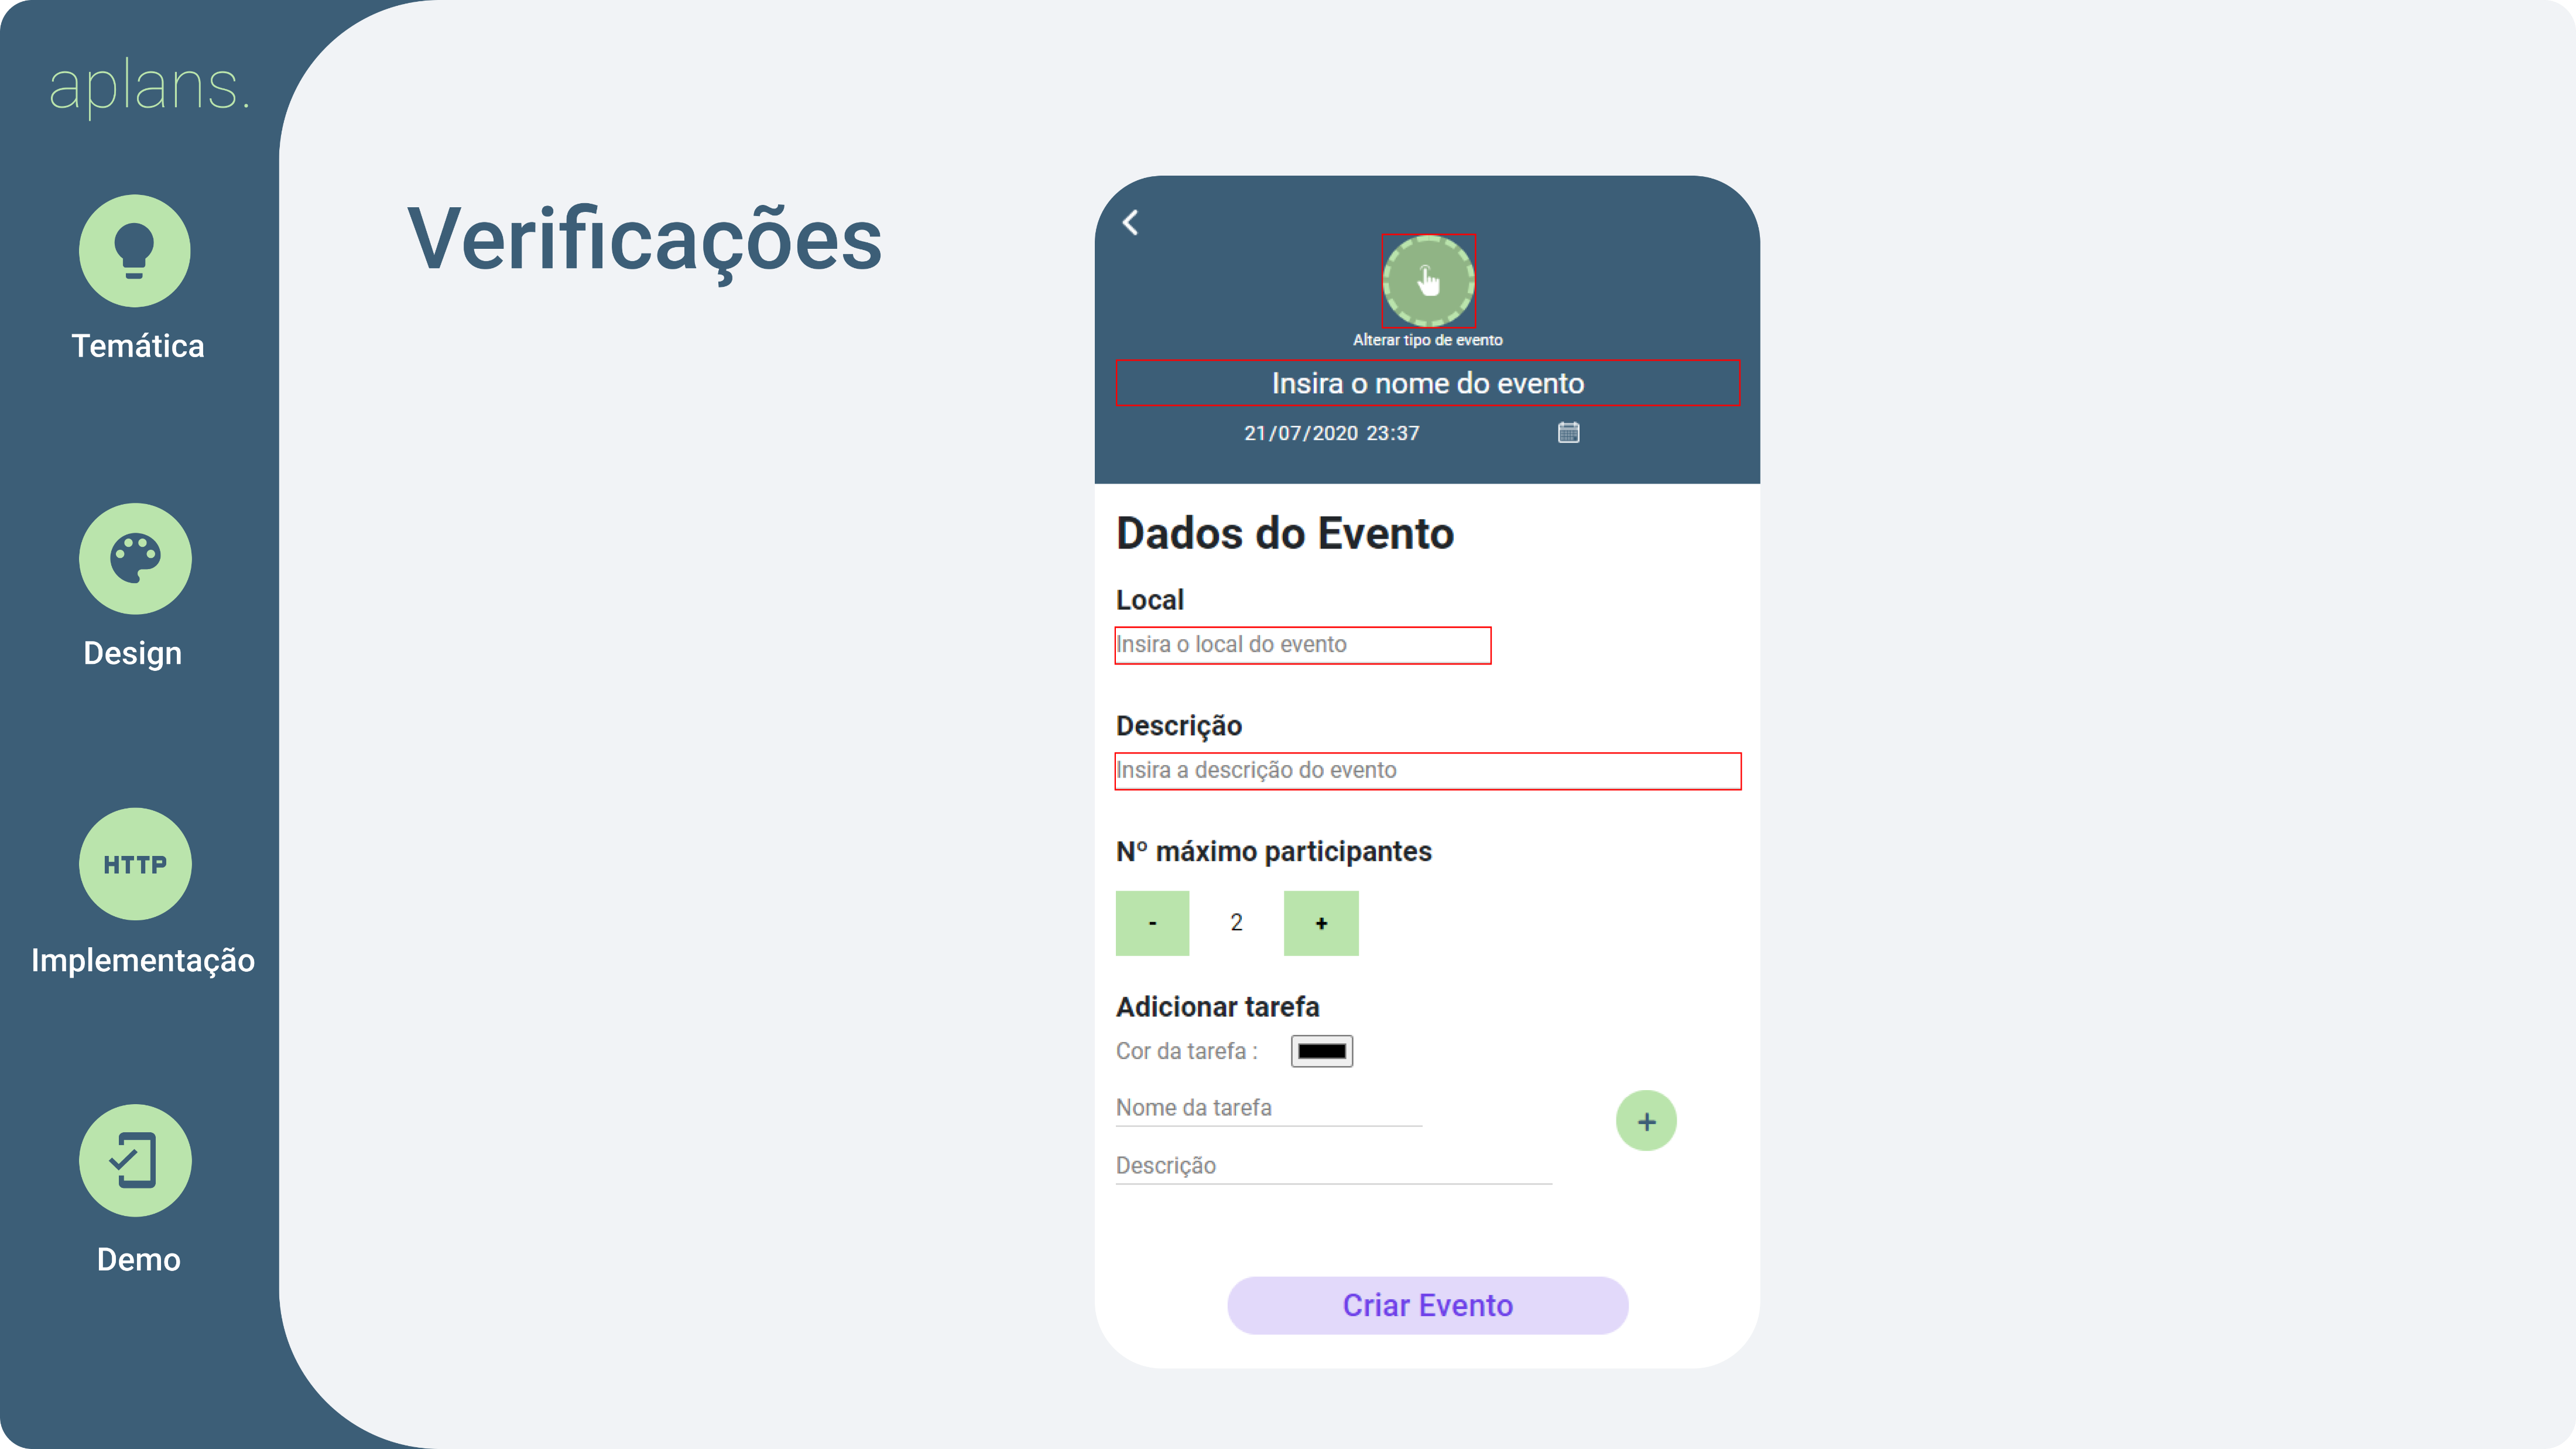 aplans.
Temática
Design
HTTP
Implementação
Demo
Verificações
Alterar tipo de evento
Insira o nome do evento
21/07/2020 23:37
Dados do Evento
Local
Insira o local do evento
Descrição
Insira a descrição do evento
Nº máximo participantes
- 2 +
Adicionar tarefa
Cor da tarefa :
Nome da tarefa
+
Descrição
Criar Evento